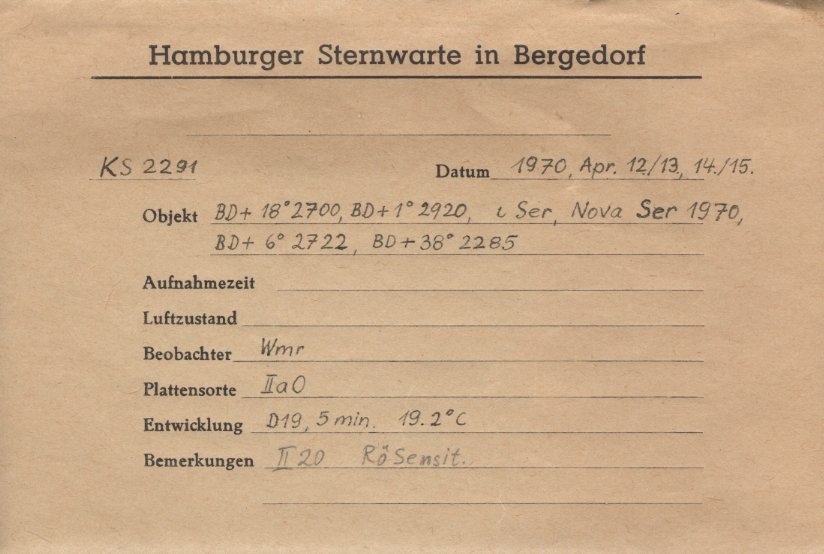 Hamburger Sternwarte in Bergedorf
KS 2291 Datum 1970, Apr. 12/13, 14./15.
Objekt BD+ 18° 2700, BD+ 1° 2920, ι Ser, Nova Ser 1970,
BD+ 6° 2722, BD+38° 2285
Aufnahmezeit
Luftzustand
Beobachter Wmr
Plattensorte IIaO
Entwicklung D19, 5 min. 19.2°C
Bemerkungen II 20 RöSensit.